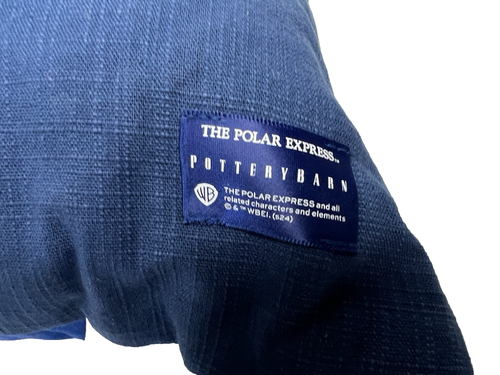 THE POLAR EXPRESS™
POTTERYBARN
WB
THE POLAR EXPRESS and all
related characters and elements
© & ™ WBEI. (s24)